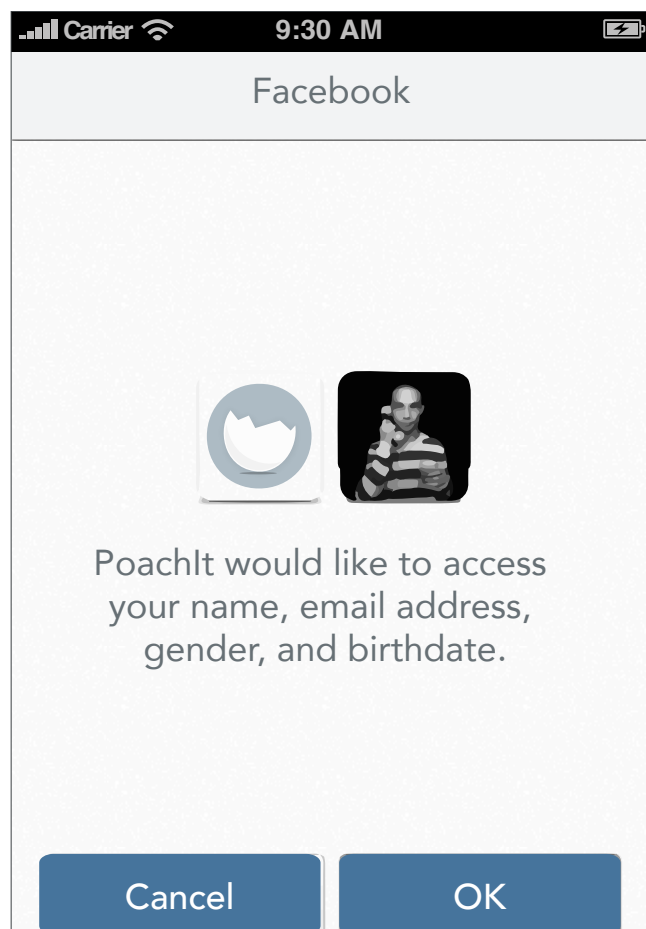 Carrier 9:30 AM
Facebook
PoachIt would like to access
your name, email address,
gender, and birthdate.
Cancel OK